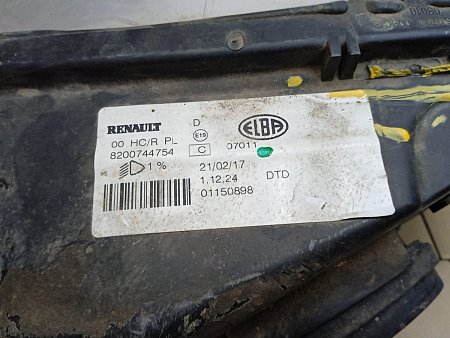 RENAULT D ELBA
00 HC/R PL E19 07011
8200744754 C
1 % 21/02/17
1.12.24 DTD
01150898